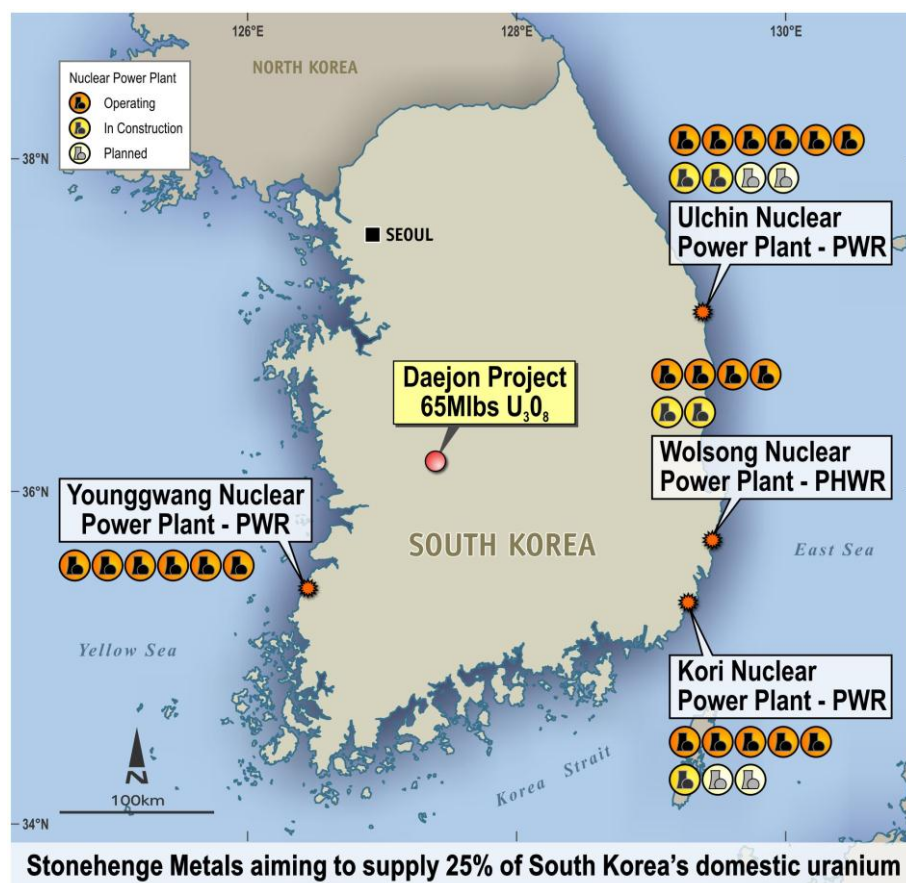 126°E
128°E
130°E
NORTH KOREA
Nuclear Power Plant
Operating
In Construction
Planned
38°N
SEOUL
Ulchin Nuclear
Power Plant - PWR
Daejon Project
65Mlbs U₃0₈
Wolsong Nuclear
Power Plant - PHWR
36°N
Younggwang Nuclear
Power Plant - PWR
SOUTH KOREA
East Sea
Yellow Sea
Kori Nuclear
Power Plant - PWR
N
100km
Korea Strait
34°N
Stonehenge Metals aiming to supply 25% of South Korea's domestic uranium